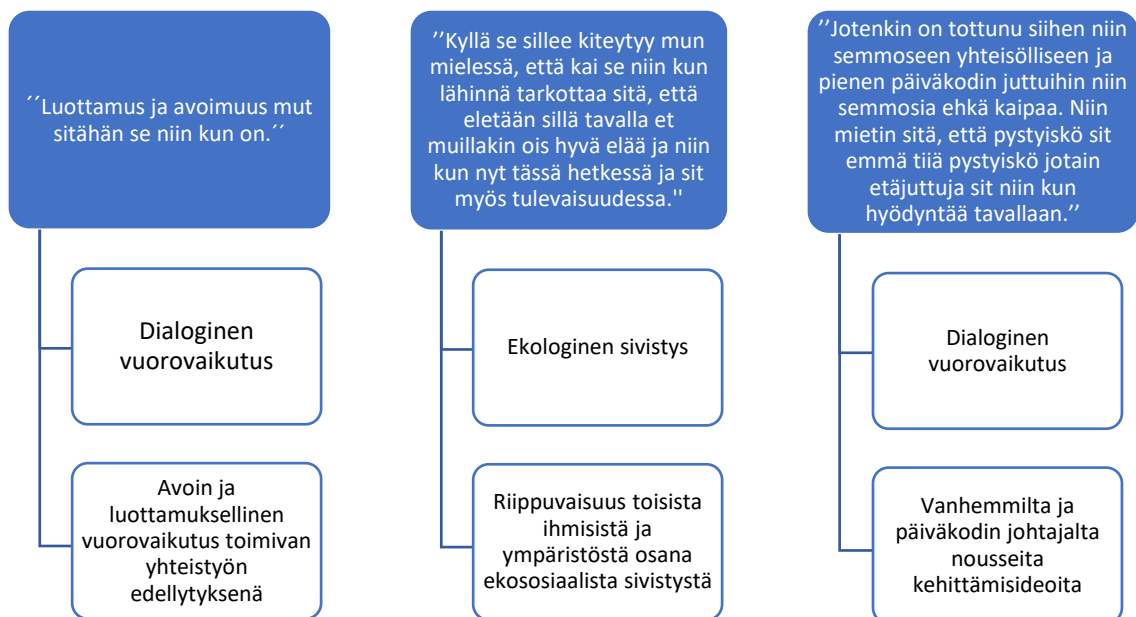 ´´Luottamus ja avoimuus mut
sitähän se niin kun on.´´
Dialoginen
vuorovaikutus
Avoin ja
luottamuksellinen
vuorovaikutus toimivan
yhteistyön
edellytyksenä
’’Kyllä se sillee kiteytyy mun
mielessä, että kai se niin kun
lähinnä tarkottaa sitä, että
eletään sillä tavalla et
muillakin ois hyvä elää ja niin
kun nyt tässä hetkessä ja sit
myös tulevaisuudessa.''
Ekologinen sivistys
Riippuvaisuus toisista
ihmisistä ja
ympäristöstä osana
ekososiaalista sivistystä
’’Jotenkin on tottunu siihen niin
semmoseen yhteisölliseen ja
pienen päiväkodin juttuihin niin
semmosia ehkä kaipaa. Niin
mietin sitä, että pystyiskö sit
emmä tiiä pystyiskö jotain
etäjuttuja sit niin kun
hyödyntää tavallaan.’’
Dialoginen
vuorovaikutus
Vanhemmilta ja
päiväkodin johtajalta
nousseita
kehittämisideoita